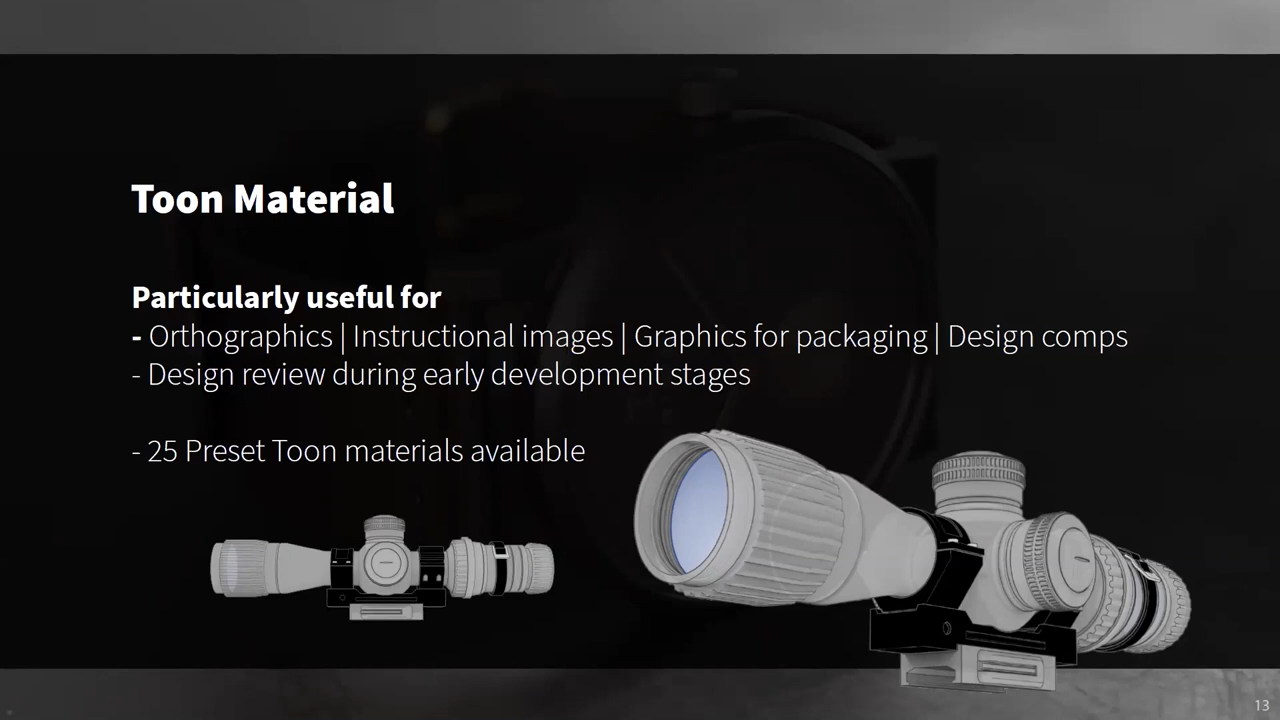 Toon Material
Particularly useful for
- Orthographics | Instructional images | Graphics for packaging | Design comps
- Design review during early development stages
- 25 Preset Toon materials available
13